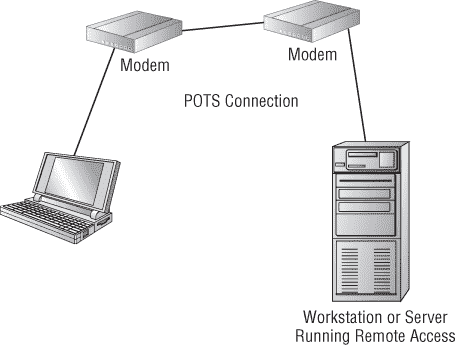 Modem
Modem
POTS Connection
Workstation or Server
Running Remote Access